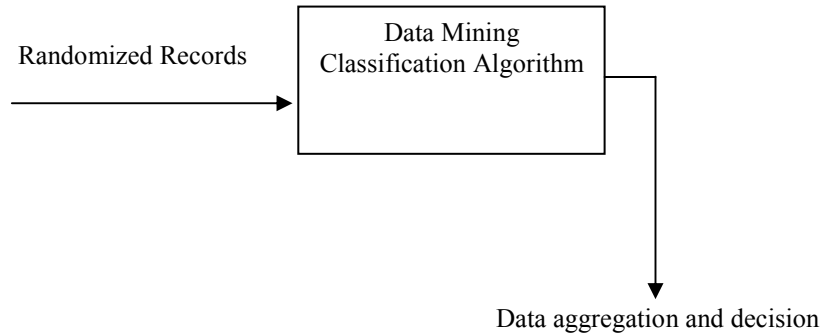 Data Mining
Classification Algorithm
Randomized Records
Data aggregation and decision